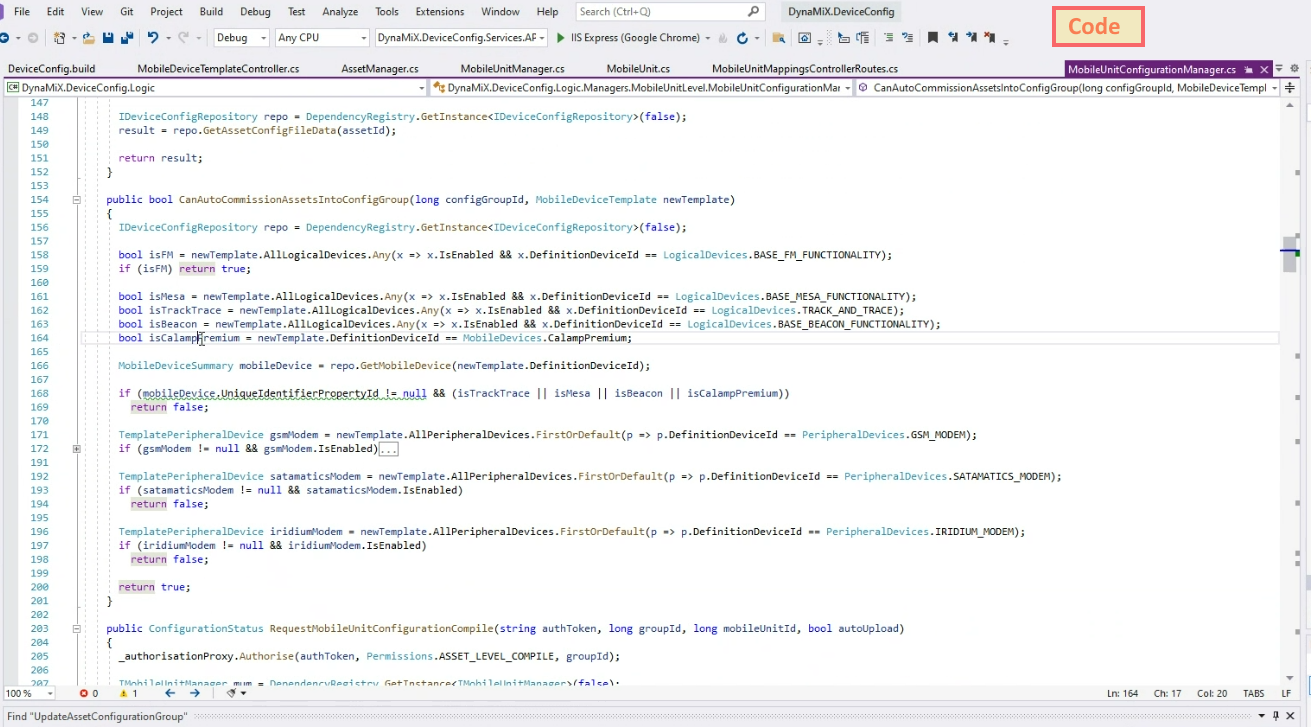 File Edit View Git Project Build Debug Test Analyze Tools Extensions Window Help Search (Ctrl+Q) DynaMiX.DeviceConfig
Code
Debug Any CPU DynaMiX.DeviceConfig.Services.AF IIS Express (Google Chrome)
DeviceConfig.build MobileDeviceTemplateController.cs AssetManager.cs MobileUnitManager.cs MobileUnit.cs MobileUnitMappingsControllerRoutes.cs MobileUnitConfigurationManager.cs
DynaMiX.DeviceConfig.Logic DynaMiX.DeviceConfig.Logic.Managers.MobileUnitLevel.MobileUnitConfigurationMar CanAutoCommissionAssetsIntoConfigGroup(long configGroupId, MobileDeviceTempl
147
148 IDeviceConfigRepository repo = DependencyRegistry.GetInstance<IDeviceConfigRepository>(false);
149 result = repo.GetAssetConfigFileData(assetId);
150
151 return result;
152 }
153
154 public bool CanAutoCommissionAssetsIntoConfigGroup(long configGroupId, MobileDeviceTemplate newTemplate)
155 {
156 IDeviceConfigRepository repo = DependencyRegistry.GetInstance<IDeviceConfigRepository>(false);
157
158 bool isFM = newTemplate.AllLogicalDevices.Any(x => x.IsEnabled && x.DefinitionDeviceId == LogicalDevices.BASE_FM_FUNCTIONALITY);
159 if (isFM) return true;
160
161 bool isMesa = newTemplate.AllLogicalDevices.Any(x => x.IsEnabled && x.DefinitionDeviceId == LogicalDevices.BASE_MESA_FUNCTIONALITY);
162 bool isTrackTrace = newTemplate.AllLogicalDevices.Any(x => x.IsEnabled && x.DefinitionDeviceId == LogicalDevices.TRACK_AND_TRACE);
163 bool isBeacon = newTemplate.AllLogicalDevices.Any(x => x.IsEnabled && x.DefinitionDeviceId == LogicalDevices.BASE_BEACON_FUNCTIONALITY);
164 bool isCalampPremium = newTemplate.DefinitionDeviceId == MobileDevices.CalampPremium;
165
166 MobileDeviceSummary mobileDevice = repo.GetMobileDevice(newTemplate.DefinitionDeviceId);
167
168 if (mobileDevice.UniqueIdentifierPropertyId != null && (isTrackTrace || isMesa || isBeacon || isCalampPremium))
169 return false;
170
171 TemplatePeripheralDevice gsmModem = newTemplate.AllPeripheralDevices.FirstOrDefault(p => p.DefinitionDeviceId == PeripheralDevices.GSM_MODEM);
172 if (gsmModem != null && gsmModem.IsEnabled)...
191
192 TemplatePeripheralDevice satamaticsModem = newTemplate.AllPeripheralDevices.FirstOrDefault(p => p.DefinitionDeviceId == PeripheralDevices.SATAMATICS_MODEM);
193 if (satamaticsModem != null && satamaticsModem.IsEnabled)
194 return false;
195
196 TemplatePeripheralDevice iridiumModem = newTemplate.AllPeripheralDevices.FirstOrDefault(p => p.DefinitionDeviceId == PeripheralDevices.IRIDIUM_MODEM);
197 if (iridiumModem != null && iridiumModem.IsEnabled)
198 return false;
199
200 return true;
201 }
202
203 public ConfigurationStatus RequestMobileUnitConfigurationCompile(string authToken, long groupId, long mobileUnitId, bool autoUpload)
204 {
205 _authorisationProxy.Authorise(authToken, Permissions.ASSET_LEVEL_COMPILE, groupId);
206
207 IMobileUnitManager mum = DependencyRegistry.GetInstance<IMobileUnitManager>(false);
100 % 0 1 Ln: 164 Ch: 17 Col: 20 TABS LF
Find "UpdateAssetConfigurationGroup"